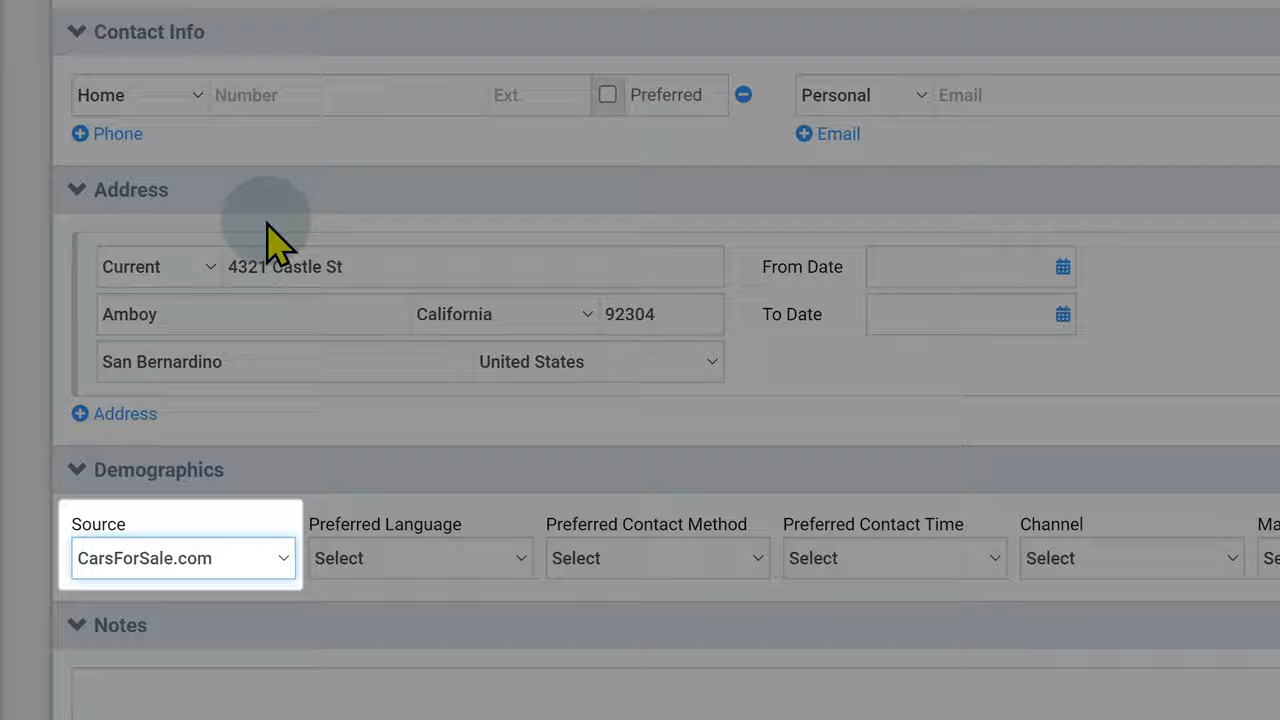 Contact Info
Home Number Ext. Preferred Personal Email
Phone Email
Address
Current 4321 Castle St From Date
Amboy California 92304 To Date
San Bernardino United States
Address
Demographics
Source Preferred Language Preferred Contact Method Preferred Contact Time Channel
CarsForSale.com Select Select Select Select
Notes